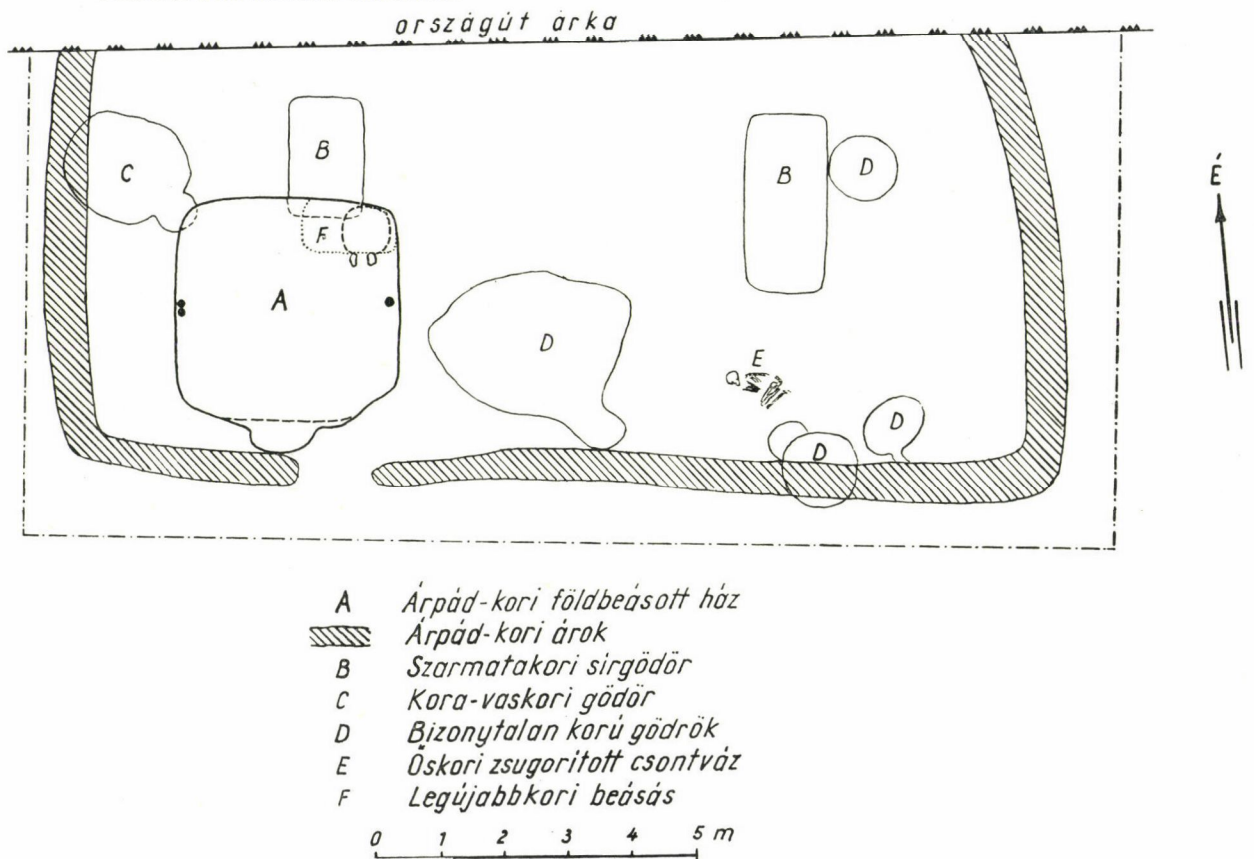 országút árka
B
B
D
C
É
F
A
D
E
D
D
A Árpád-kori földbeásott ház
Árpád-kori árok
B Szarmatakori sírgödör
C Kora-vaskori gödör
D Bizonytalan korú gödrök
E Őskori zsugorított csontváz
F Legújabbkori beásás
0 1 2 3 4 5 m